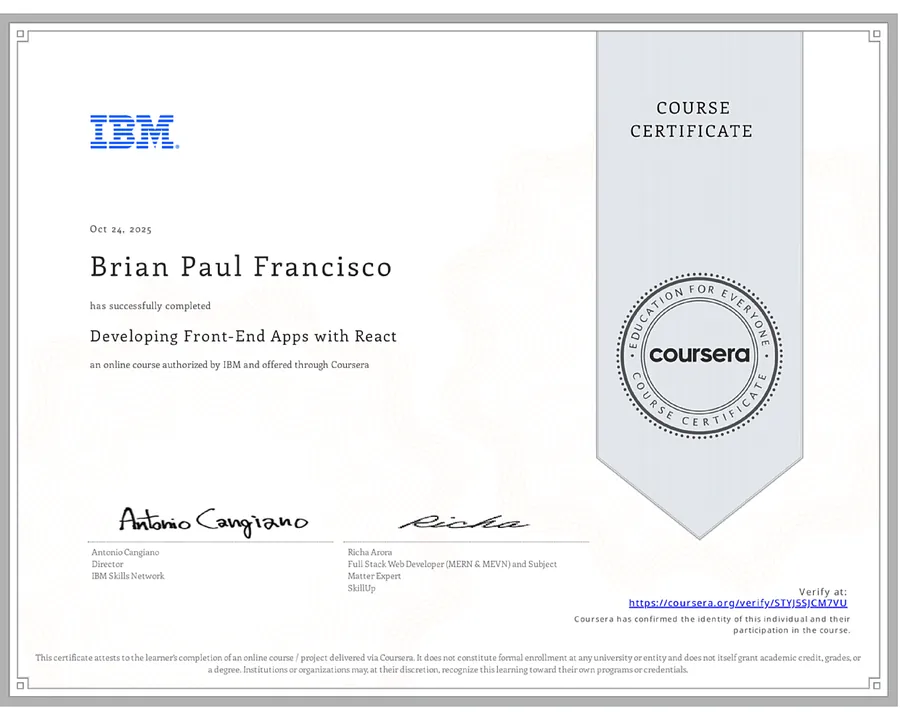 IBM
COURSE
CERTIFICATE
Oct 24, 2025
Brian Paul Francisco
has successfully completed
Developing Front-End Apps with React
an online course authorized by IBM and offered through Coursera
EDUCATION FOR EVERYONE
coursera
COURSE CERTIFICATE
Antonio Cangiano
Antonio Cangiano
Director
IBM Skills Network
Richa
Richa Arora
Full Stack Web Developer (MERN & MEVN) and Subject
Matter Expert
SkillUp
Verify at:
https://coursera.org/verify/STYJ5SJCM7VU
Coursera has confirmed the identity of this individual and their
participation in the course.
This certificate attests to the learner's completion of an online course / project delivered via Coursera. It does not constitute formal enrollment at any university or entity and does not itself grant academic credit, grades, or
a degree. Institutions or organizations may, at their discretion, recognize this learning toward their own programs or credentials.